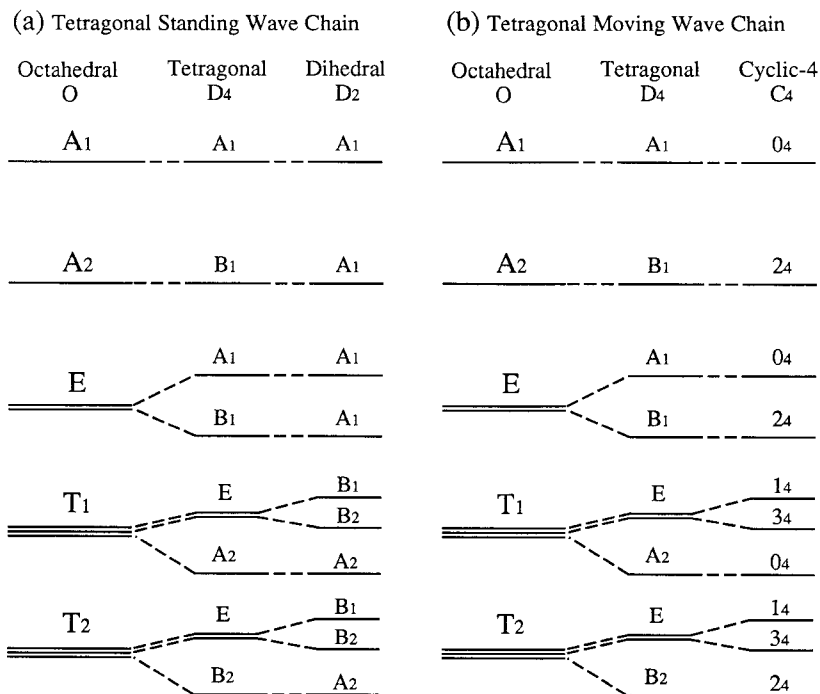 (a) Tetragonal Standing Wave Chain
Octahedral Tetragonal Dihedral
O D4 D2
A1 A1 A1
A2 B1 A1
A1 A1
E
B1 A1
B1
T1 E
B2
A2 A2
B1
T2 E
B2
B2 A2
(b) Tetragonal Moving Wave Chain
Octahedral Tetragonal Cyclic-4
O D4 C4
A1 A1 04
A2 B1 24
A1 04
E
B1 24
14
T1 E
34
A2 04
14
T2 E
34
B2 24